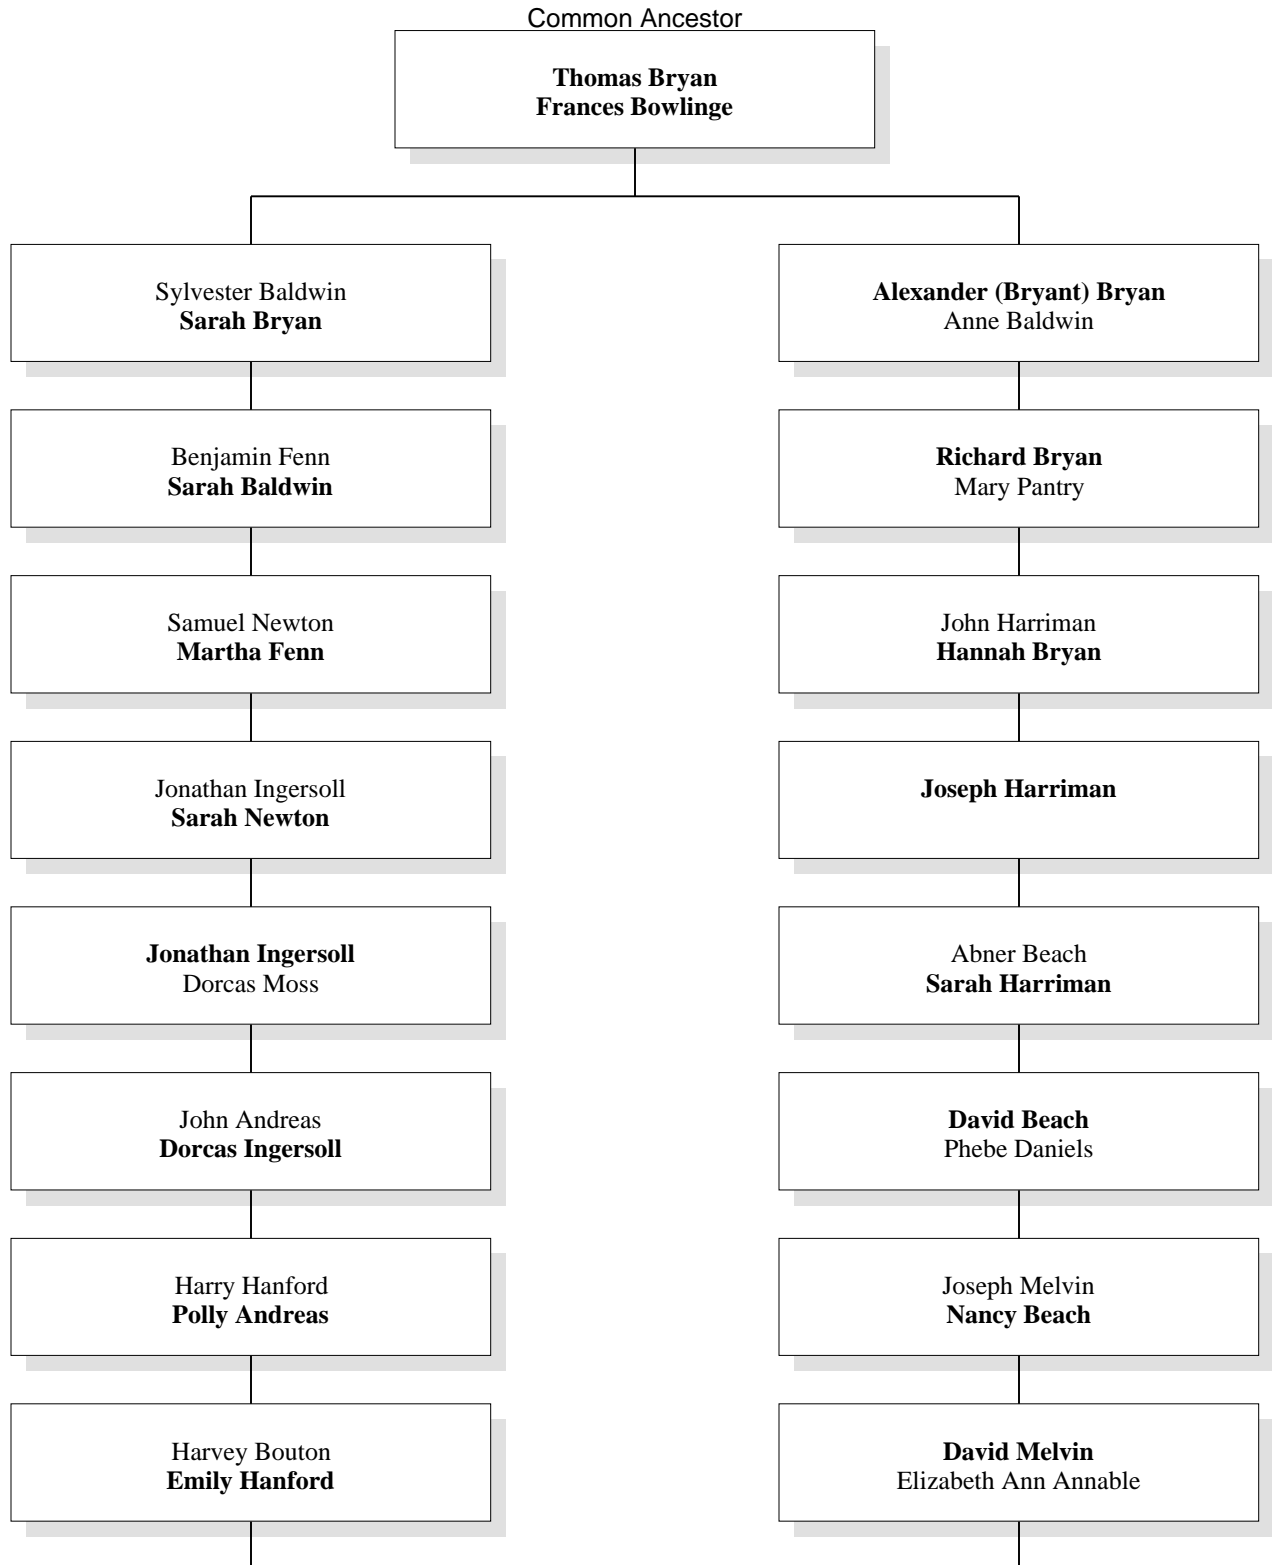 Common Ancestor
Thomas Bryan
Frances Bowlinge
Sylvester Baldwin
Sarah Bryan
Alexander (Bryant) Bryan
Anne Baldwin
Benjamin Fenn
Sarah Baldwin
Richard Bryan
Mary Pantry
Samuel Newton
Martha Fenn
John Harriman
Hannah Bryan
Jonathan Ingersoll
Sarah Newton
Joseph Harriman
Jonathan Ingersoll
Dorcas Moss
Abner Beach
Sarah Harriman
John Andreas
Dorcas Ingersoll
David Beach
Phebe Daniels
Harry Hanford
Polly Andreas
Joseph Melvin
Nancy Beach
Harvey Bouton
Emily Hanford
David Melvin
Elizabeth Ann Annable